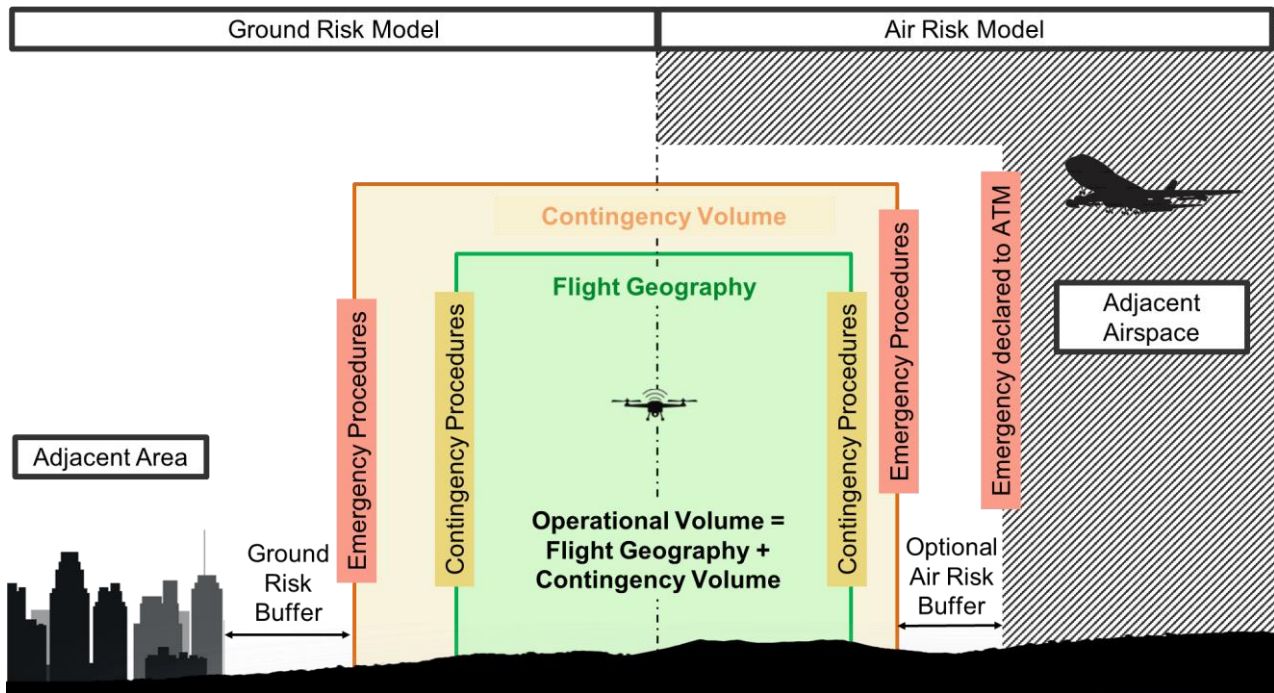 Ground Risk Model
Air Risk Model
Contingency Volume
Flight Geography
Emergency Procedures
Contingency Procedures
Contingency Procedures
Emergency Procedures
Emergency declared to ATM
Adjacent
Airspace
Adjacent Area
Ground
Risk
Buffer
Operational Volume =
Flight Geography +
Contingency Volume
Optional
Air Risk
Buffer